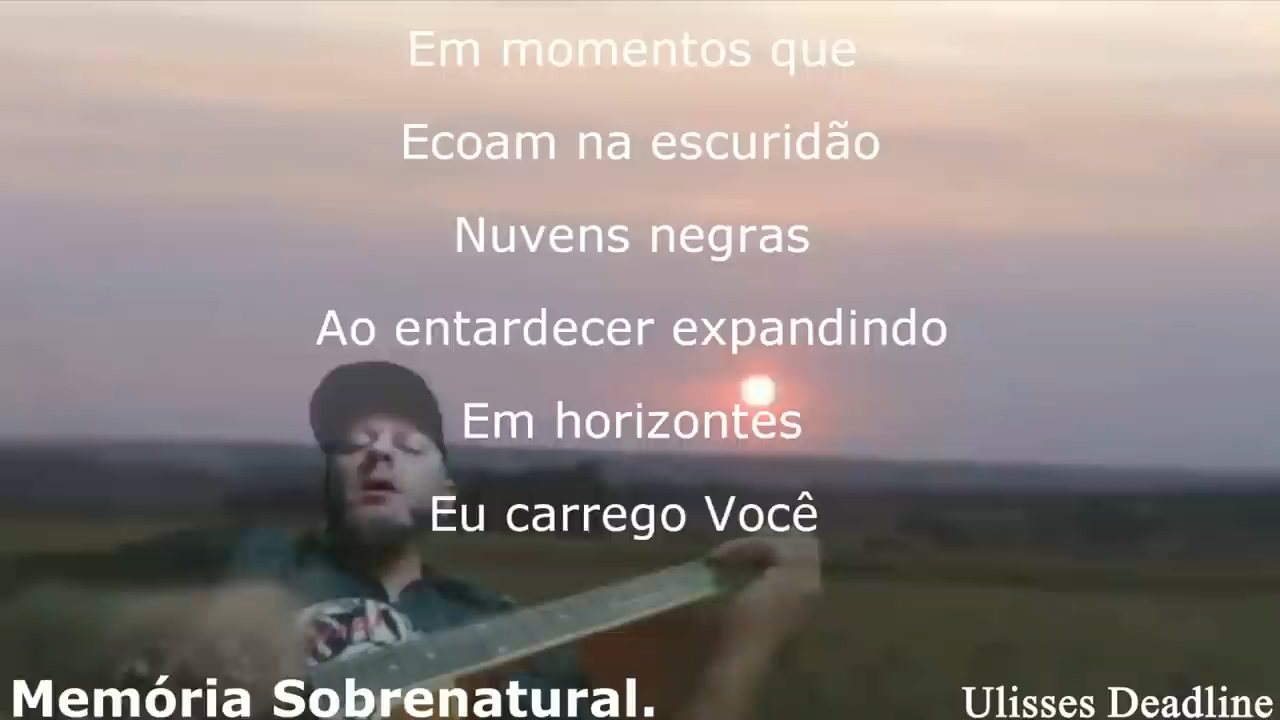 Em momentos que
Ecoam na escuridão
Nuvens negras
Ao entardecer expandindo
Em horizontes
Eu carrego Você
Memória Sobrenatural.
Ulisses Deadline